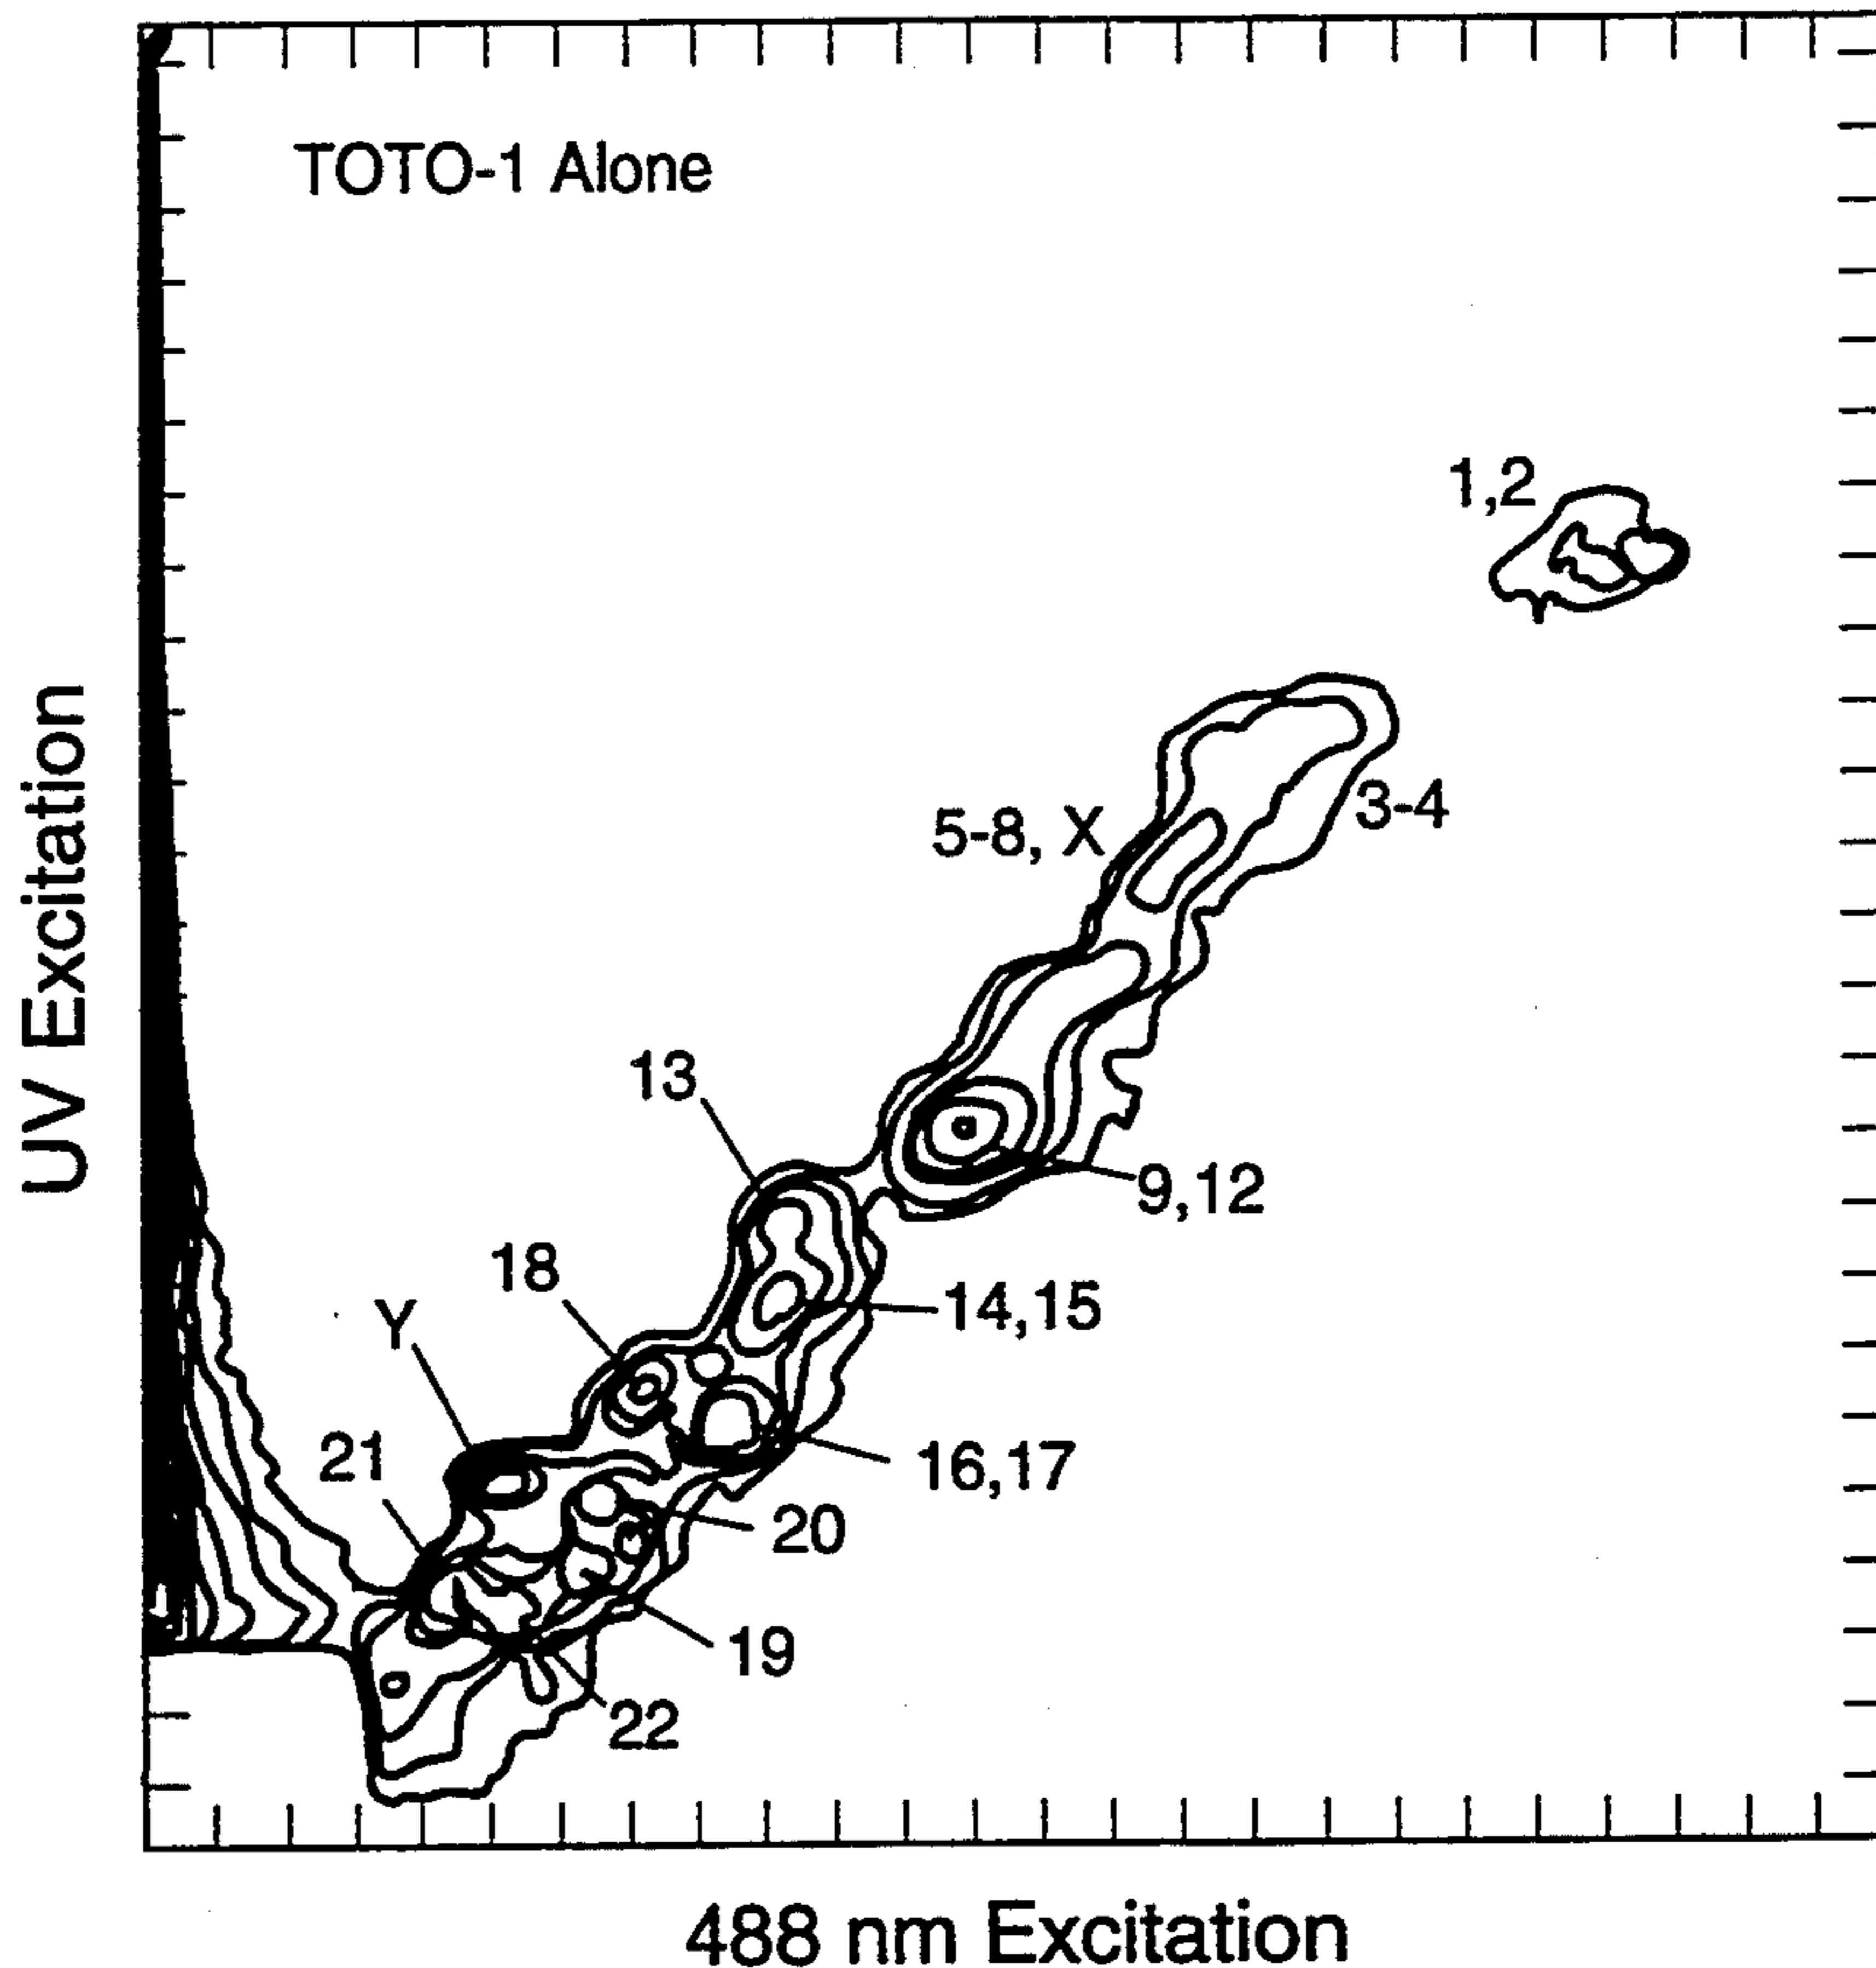 TOTO-1 Alone
1,2
3-4
5-8, X
13
9,12
18
14,15
Y
21
16,17
20
19
22
UV Excitation
488 nm Excitation